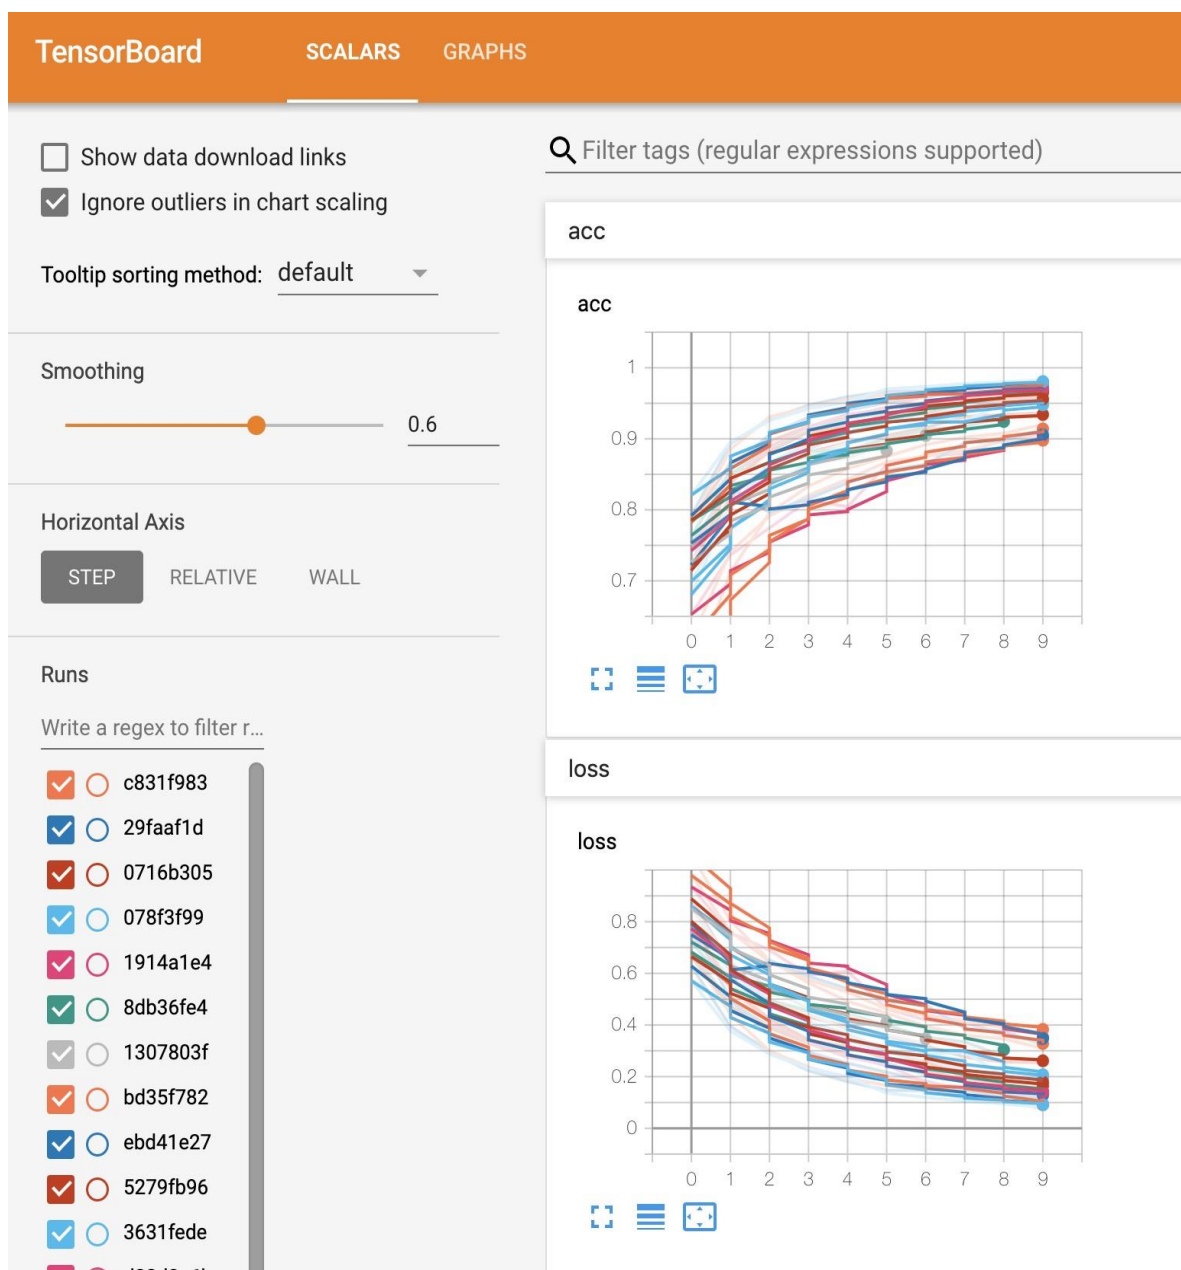 TensorBoard SCALARS GRAPHS
Show data download links
Ignore outliers in chart scaling
Tooltip sorting method: default
Smoothing
0.6
Horizontal Axis
STEP RELATIVE WALL
Runs
Write a regex to filter r...
c831f983
29faaf1d
0716b305
078f3f99
1914a1e4
8db36fe4
1307803f
bd35f782
ebd41e27
5279fb96
3631fede
Filter tags (regular expressions supported)
acc
acc
1
0.9
0.8
0.7
0 1 2 3 4 5 6 7 8 9
loss
loss
0.8
0.6
0.4
0.2
0
0 1 2 3 4 5 6 7 8 9